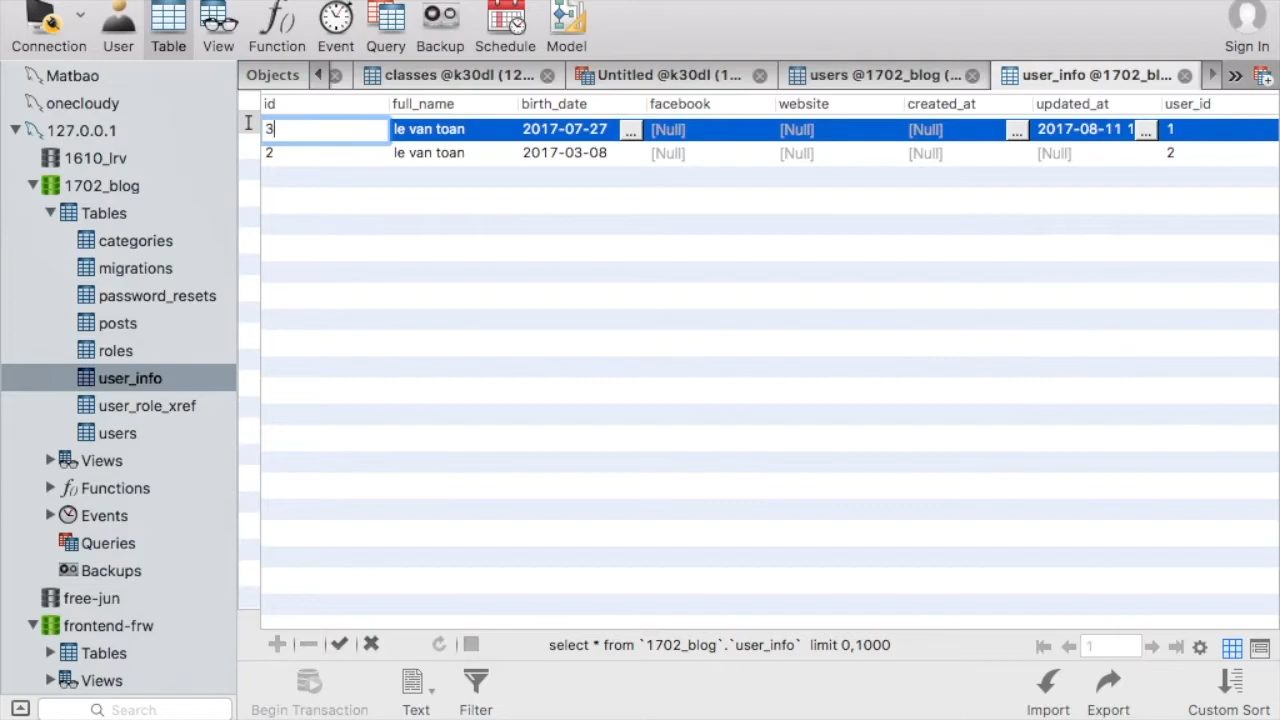 Connection User Table View Function Event Query Backup Schedule Model Sign In
Matbao
onecloudy
127.0.0.1
1610_lrv
1702_blog
Tables
categories
migrations
password_resets
posts
roles
user_info
user_role_xref
users
Views
Functions
Events
Queries
Backups
free-jun
frontend-frw
Tables
Views
Search
Objects classes @k30dl (12... Untitled @k30dl (1... users @1702_blog (... user_info @1702_bl...
id full_name birth_date facebook website created_at updated_at user_id
3 le van toan 2017-07-27 ... [Null] [Null] [Null] ... 2017-08-11 1 ... 1
2 le van toan 2017-03-08 [Null] [Null] [Null] [Null] 2
select * from `1702_blog`.`user_info` limit 0,1000 1
Begin Transaction Text Filter Import Export Custom Sort